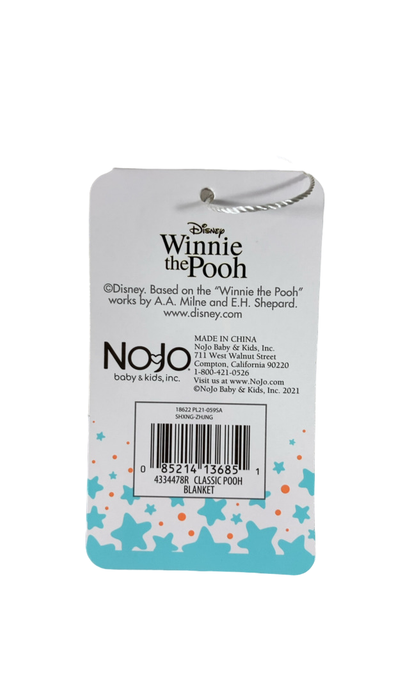 Disney
Winnie
the Pooh
©Disney. Based on the "Winnie the Pooh"
works by A.A. Milne and E.H. Shepard.
www.disney.com
NoJo
baby & kids, inc.
MADE IN CHINA
NoJo Baby & Kids, Inc.
711 West Walnut Street
Compton, California 90220
1-800-421-0526
Visit us at www.NoJo.com
©NoJo Baby & Kids, Inc. 2021
18622 PL21-0595A
SHXNG-ZHJNG
0 85214 13685 1
4334478R CLASSIC POOH
BLANKET